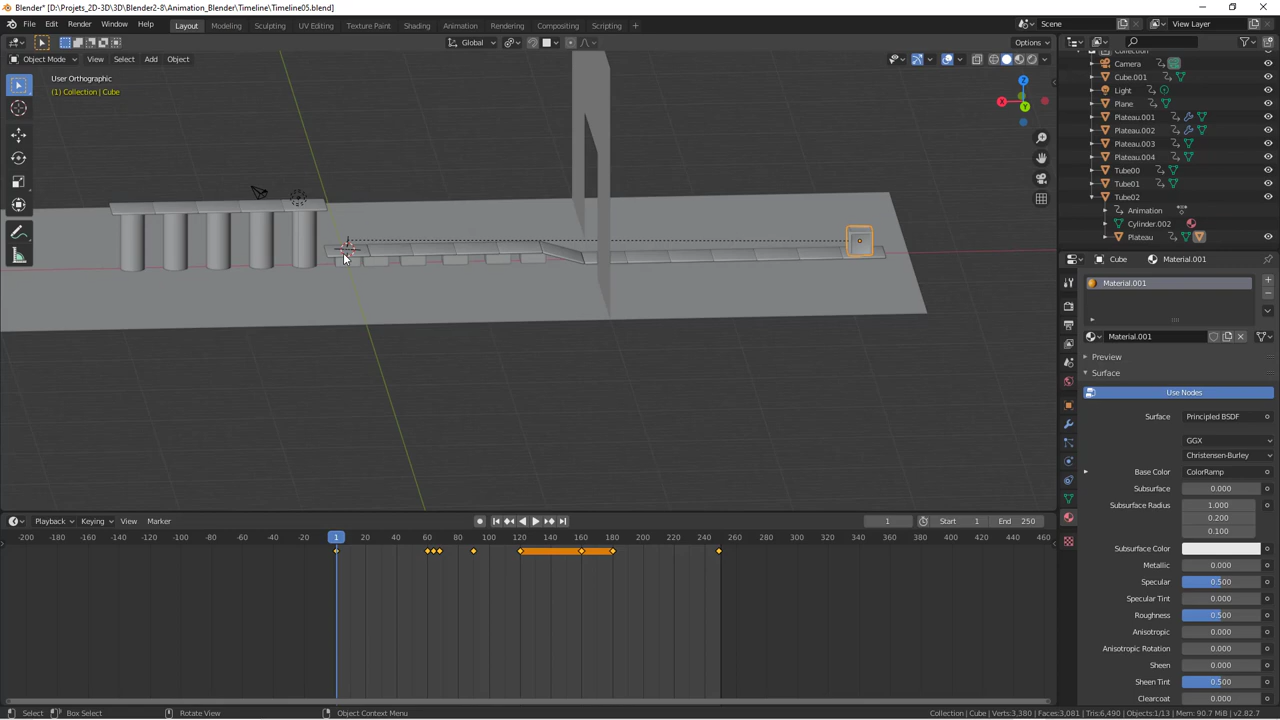 Blender* [D:\Projets_2D-3D\3D\Blender2-8\Animation_Blender\Timeline\Timeline05.blend]
File Edit Render Window Help Layout Modeling Sculpting UV Editing Texture Paint Shading Animation Rendering Compositing Scripting + Scene View Layer
Global Options
Object Mode View Select Add Object
User Orthographic
(1) Collection | Cube
X Y Z
Collection
Camera
Cube.001
Light
Plane
Plateau.001
Plateau.002
Plateau.003
Plateau.004
Tube00
Tube01
Tube02
Animation
Cylinder.002
Plateau
Cube Material.001
Material.001
Material.001
Preview
Surface
Use Nodes
Surface Principled BSDF
GGX
Christensen-Burley
Base Color ColorRamp
Subsurface 0.000
Subsurface Radius 1.000
0.200
0.100
Subsurface Color
Metallic 0.000
Specular 0.500
Specular Tint 0.000
Roughness 0.500
Anisotropic 0.000
Anisotropic Rotation 0.000
Sheen 0.000
Sheen Tint 0.500
Clearcoat 0.000
Playback Keying View Marker 1 Start 1 End 250
-200 -180 -160 -140 -120 -100 -80 -60 -40 -20 1 20 40 60 80 100 120 140 160 180 200 220 240 260 280 300 320 340 360 380 400 420 440 460
Select Box Select Rotate View Object Context Menu Collection | Cube | Verts:3,380 | Faces:3,081 | Tris:6,490 | Objects:1/13 | Mem: 90.7 MiB | v2.82.7